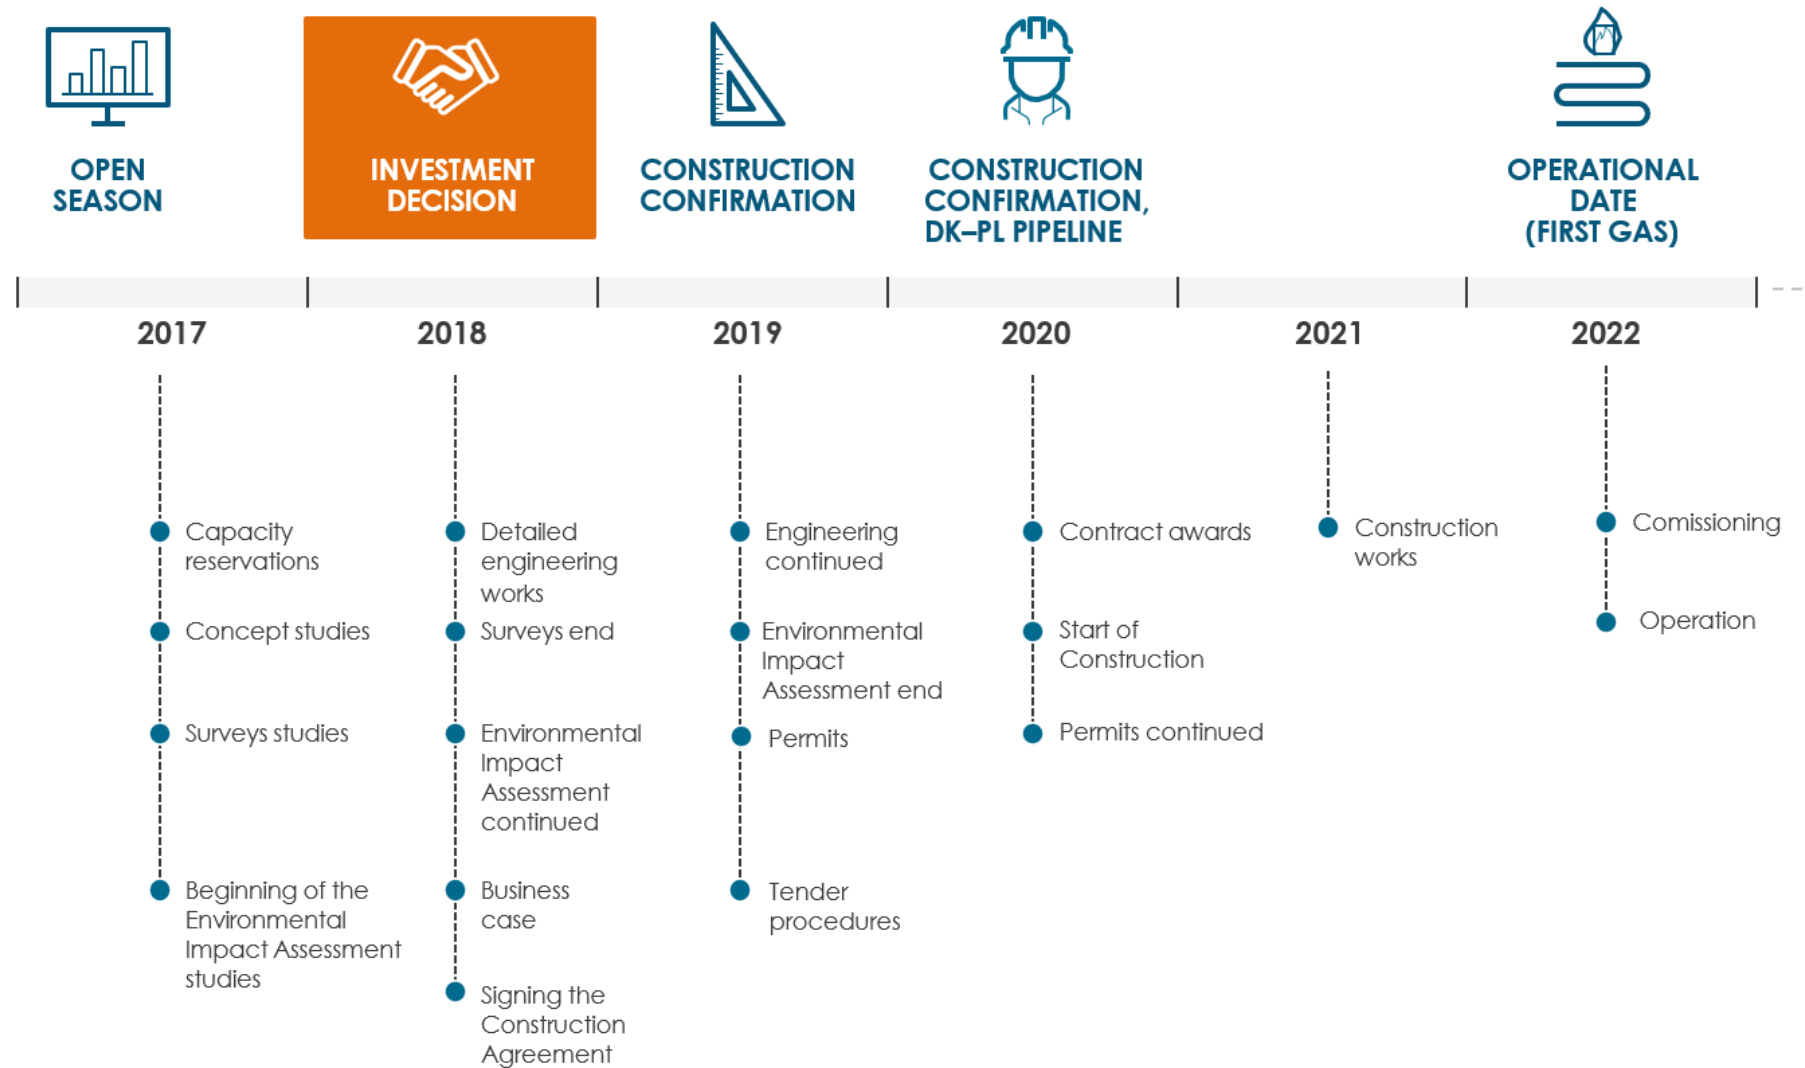 OPEN
SEASON
INVESTMENT
DECISION
CONSTRUCTION
CONFIRMATION
CONSTRUCTION
CONFIRMATION,
DK–PL PIPELINE
OPERATIONAL
DATE
(FIRST GAS)
2017
2018
2019
2020
2021
2022
Capacity
reservations
Concept studies
Surveys studies
Beginning of the
Environmental
Impact Assessment
studies
Detailed
engineering
works
Surveys end
Environmental
Impact
Assessment
continued
Business
case
Signing the
Construction
Agreement
Engineering
continued
Environmental
Impact
Assessment end
Permits
Tender
procedures
Contract awards
Start of
Construction
Permits continued
Construction
works
Comissioning
Operation